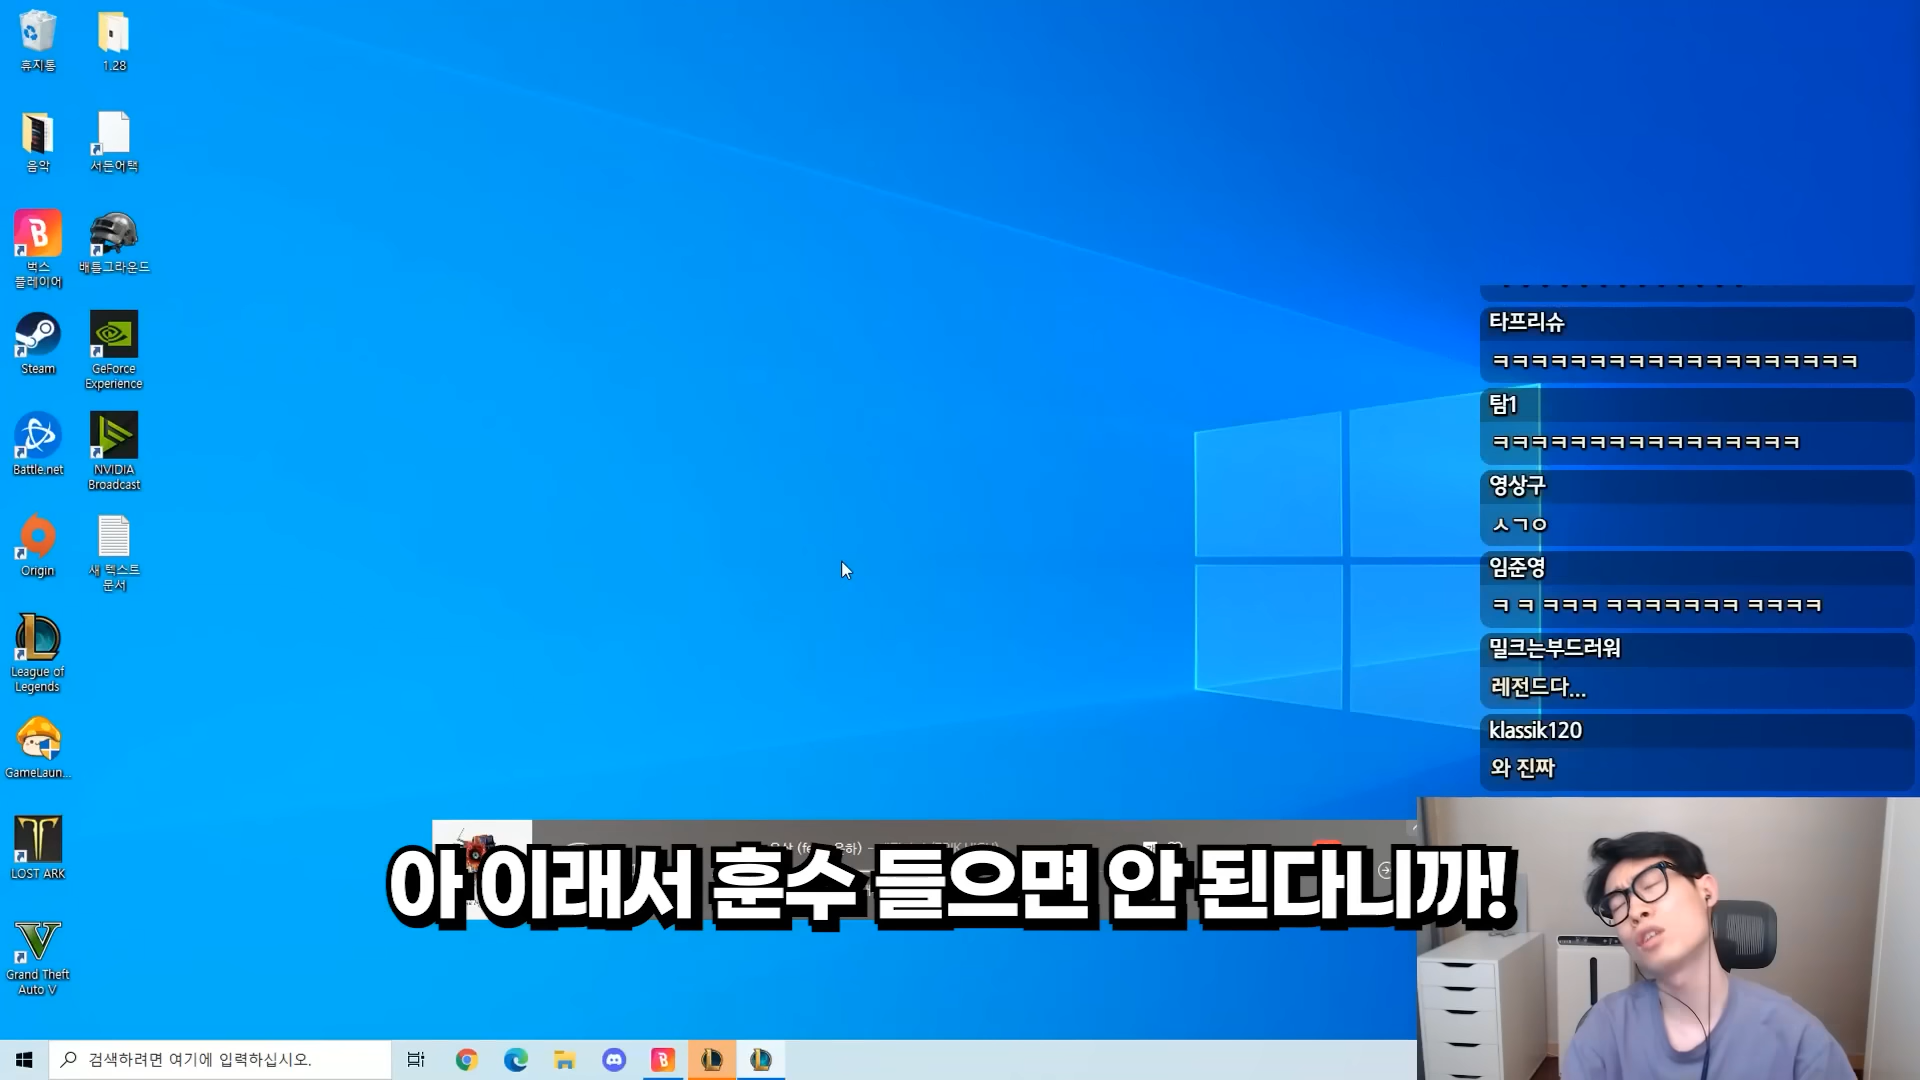 휴지통
1.28
음악
서든어택
벅스
플레이어
배틀그라운드
Steam
GeForce
Experience
Battle.net
NVIDIA
Broadcast
Origin
새 텍스트
문서
League of
Legends
GameLaun...
LOST ARK
Grand Theft
Auto V
타프리슈
ㅋㅋㅋㅋㅋㅋㅋㅋㅋㅋㅋㅋㅋㅋㅋㅋㅋㅋㅋ
탐1
ㅋㅋㅋㅋㅋㅋㅋㅋㅋㅋㅋㅋㅋㅋㅋㅋ
영상구
ㅅㄱㅇ
임준영
ㅋ ㅋ ㅋㅋㅋ ㅋㅋㅋㅋㅋㅋㅋ ㅋㅋㅋㅋ
밀크는부드러워
레전드다...
klassik120
와 진짜
아 이래서 훈수 들으면 안 된다니까!
검색하려면 여기에 입력하십시오.